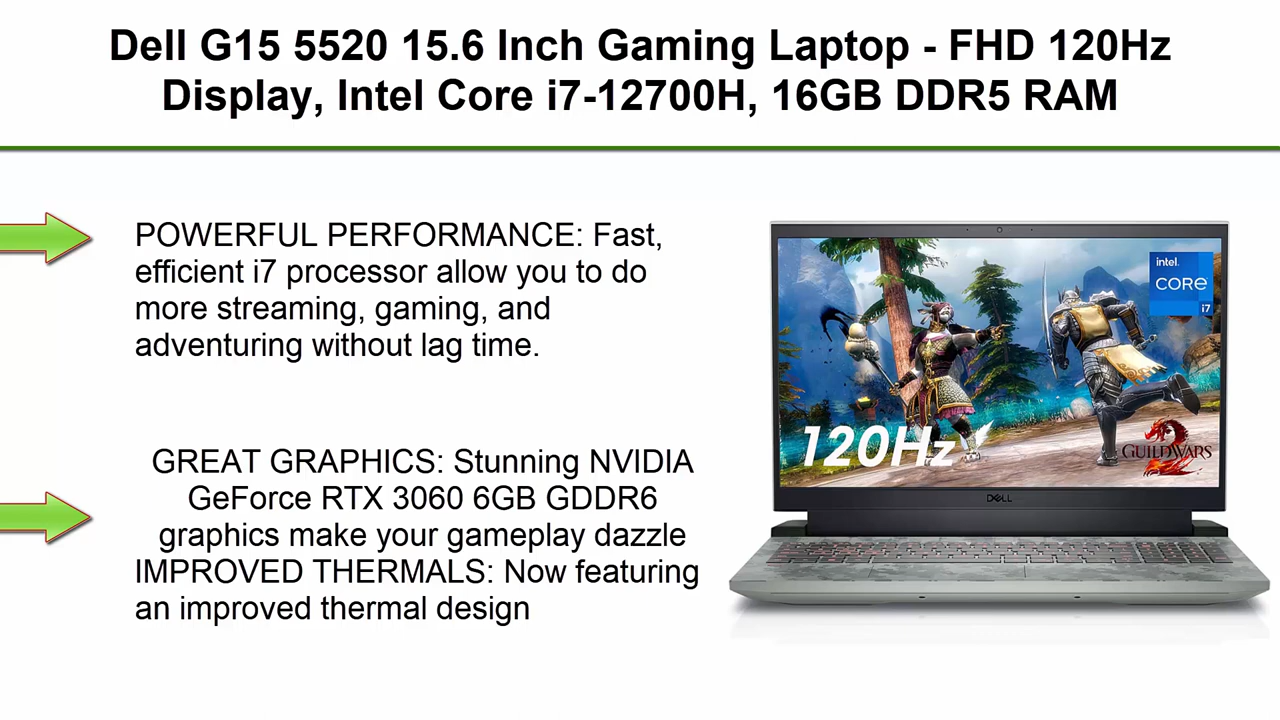 Dell G15 5520 15.6 Inch Gaming Laptop - FHD 120Hz
Display, Intel Core i7-12700H, 16GB DDR5 RAM
POWERFUL PERFORMANCE: Fast,
efficient i7 processor allow you to do
more streaming, gaming, and
adventuring without lag time.
GREAT GRAPHICS: Stunning NVIDIA
GeForce RTX 3060 6GB GDDR6
graphics make your gameplay dazzle
IMPROVED THERMALS: Now featuring
an improved thermal design
intel.
CORE
i7
120Hz
GUILD WARS
2
DELL